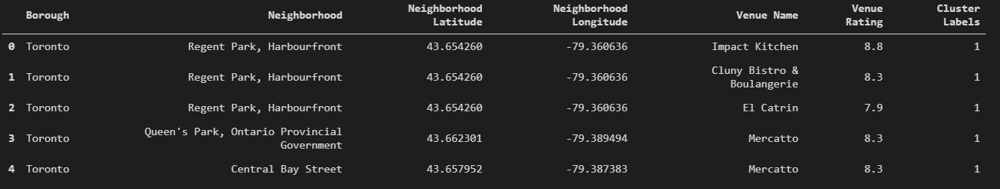 Borough Neighborhood Neighborhood Latitude Neighborhood Longitude Venue Name Venue Rating Cluster Labels
0 Toronto Regent Park, Harbourfront 43.654260 -79.360636 Impact Kitchen 8.8 1
1 Toronto Regent Park, Harbourfront 43.654260 -79.360636 Cluny Bistro & Boulangerie 8.3 1
2 Toronto Regent Park, Harbourfront 43.654260 -79.360636 El Catrin 7.9 1
3 Toronto Queen's Park, Ontario Provincial Government 43.662301 -79.389494 Mercatto 8.3 1
4 Toronto Central Bay Street 43.657952 -79.387383 Mercatto 8.3 1